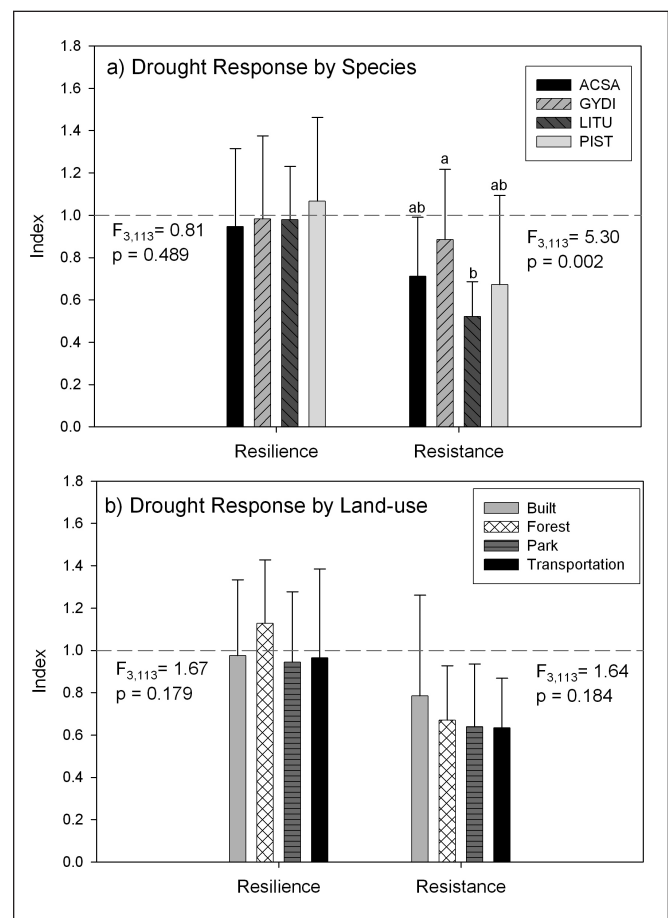 a) Drought Response by Species
ACSA
GYDI
LITU
PIST
Index
1.8
1.6
1.4
1.2
1.0
0.8
0.6
0.4
0.2
0.0
F3,113= 0.81
p = 0.489
ab
a
b
ab
F3,113= 5.30
p = 0.002
Resilience
Resistance
b) Drought Response by Land-use
Built
Forest
Park
Transportation
Index
1.8
1.6
1.4
1.2
1.0
0.8
0.6
0.4
0.2
0.0
F3,113= 1.67
p = 0.179
F3,113= 1.64
p = 0.184
Resilience
Resistance